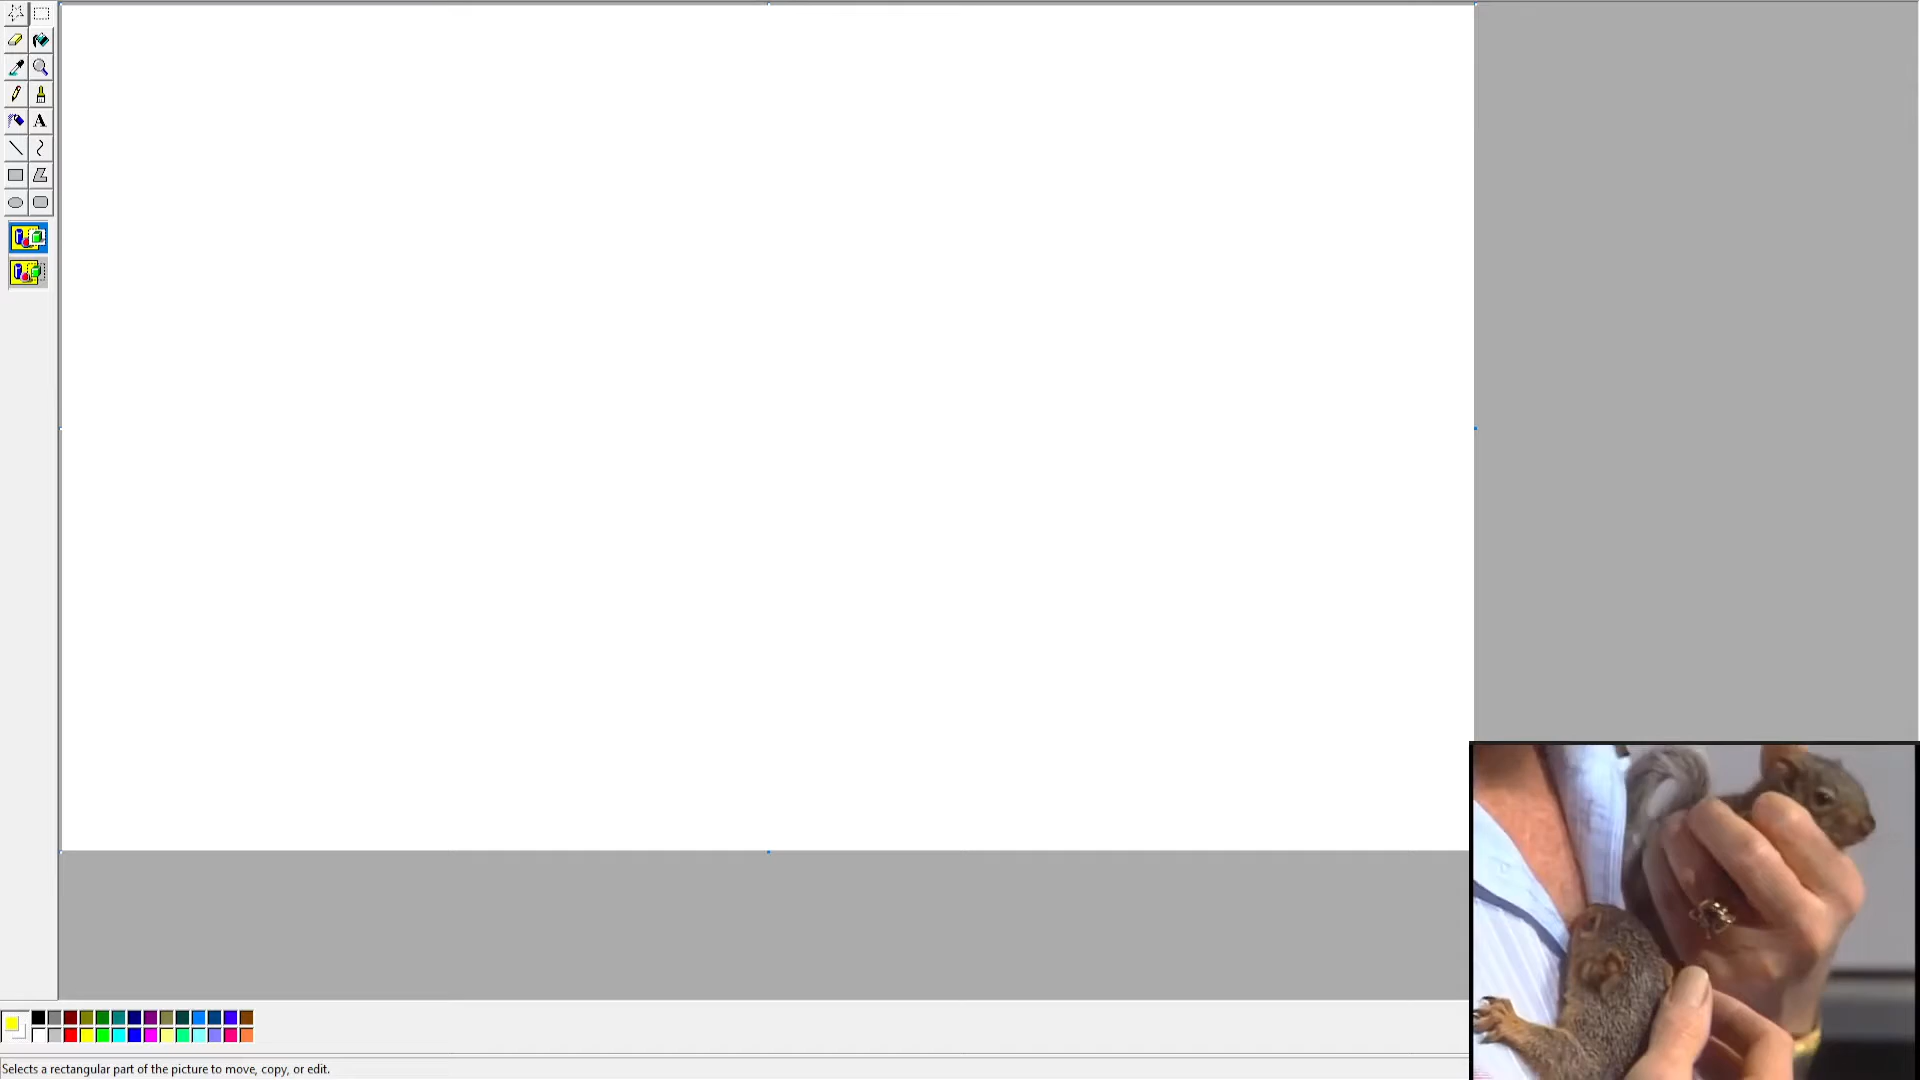 A
Selects a rectangular part of the picture to move, copy, or edit.